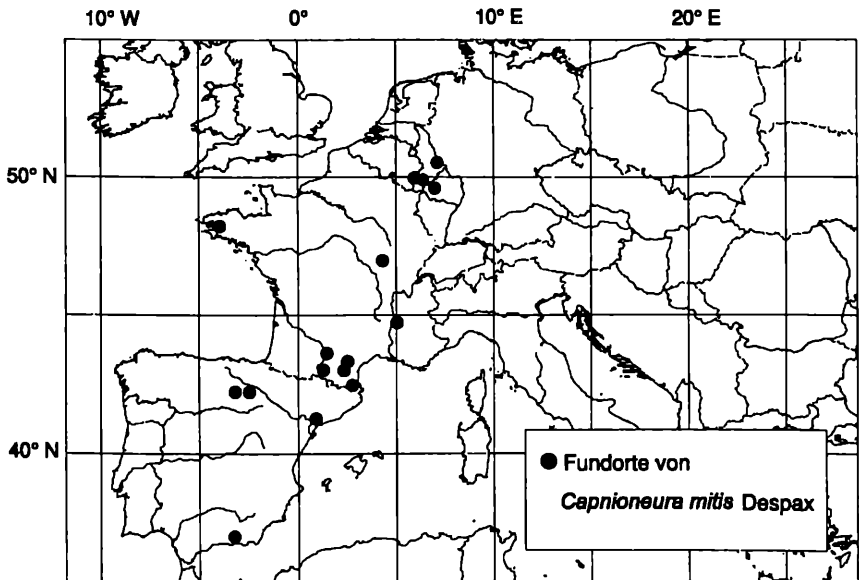 10° W
0°
10° E
20° E
50° N
40° N
Fundorte von
Capnioneura mitis Despax